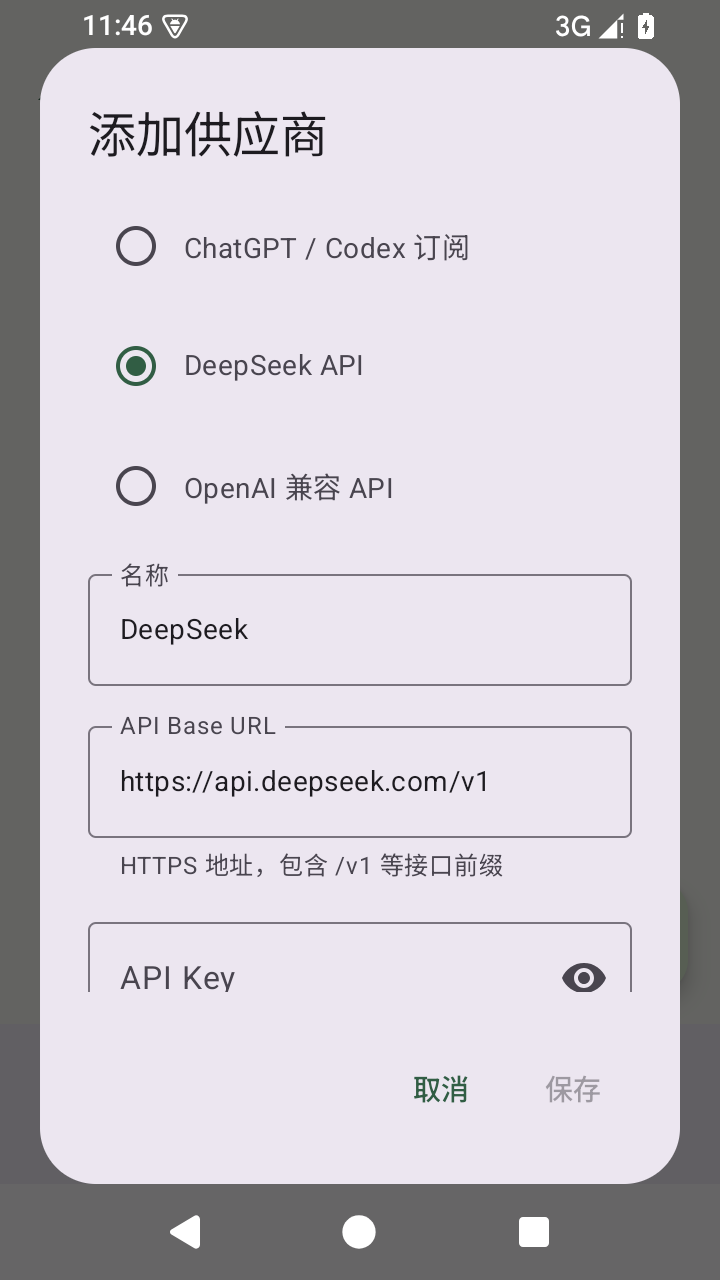 11:46
3G
添加供应商
ChatGPT / Codex 订阅
DeepSeek API
OpenAI 兼容 API
名称
DeepSeek
API Base URL
https://api.deepseek.com/v1
HTTPS 地址，包含 /v1 等接口前缀
API Key
取消
保存